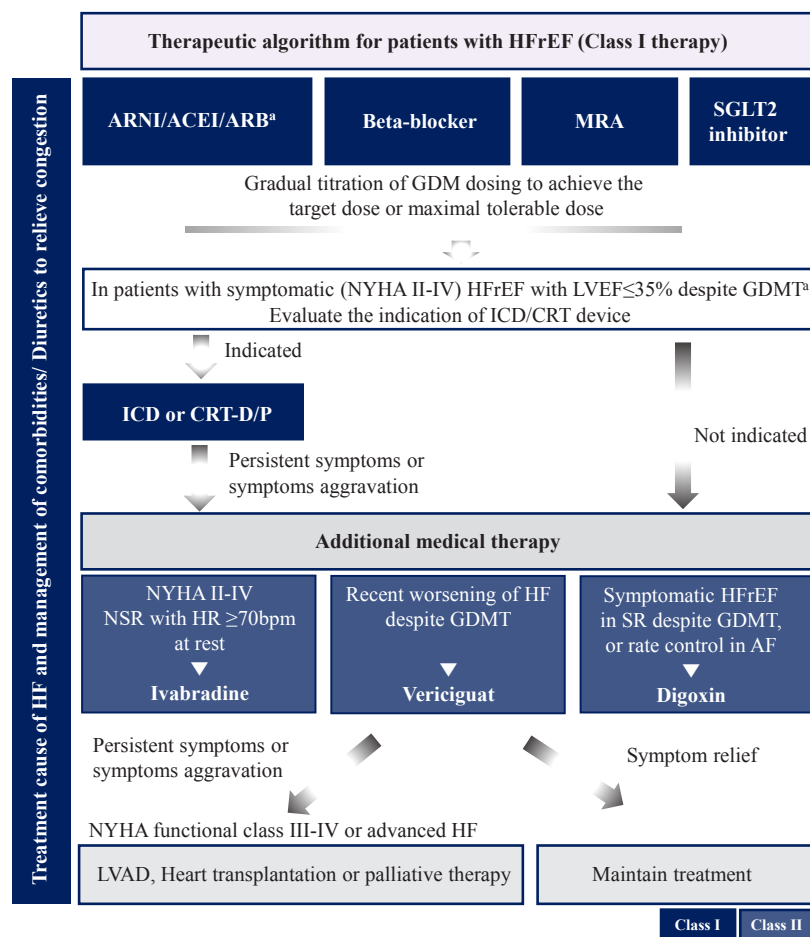 Therapeutic algorithm for patients with HFrEF (Class I therapy)
Treatment cause of HF and management of comorbidities/ Diuretics to relieve congestion
ARNI/ACEI/ARBᵃ
Beta-blocker
MRA
SGLT2
inhibitor
Gradual titration of GDM dosing to achieve the
target dose or maximal tolerable dose
In patients with symptomatic (NYHA II-IV) HFrEF with LVEF≤35% despite GDMTᵃ
Evaluate the indication of ICD/CRT device
Indicated
ICD or CRT-D/P
Not indicated
Persistent symptoms or
symptoms aggravation
Additional medical therapy
NYHA II-IV
NSR with HR ≥70bpm
at rest
Ivabradine
Recent worsening of HF
despite GDMT
Vericiguat
Symptomatic HFrEF
in SR despite GDMT,
or rate control in AF
Digoxin
Persistent symptoms or
symptoms aggravation
Symptom relief
NYHA functional class III-IV or advanced HF
LVAD, Heart transplantation or palliative therapy
Maintain treatment
Class I
Class II